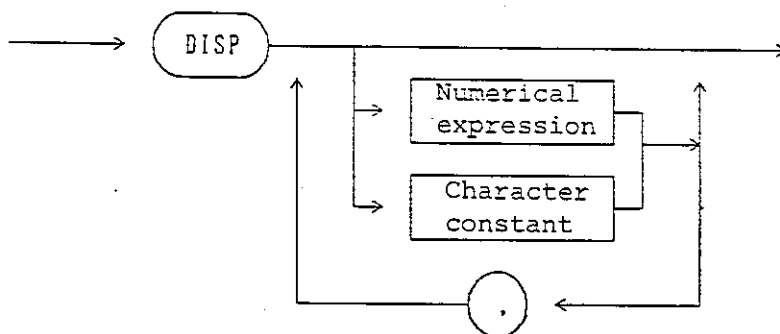 DISP
Numerical
expression
Character
constant
,